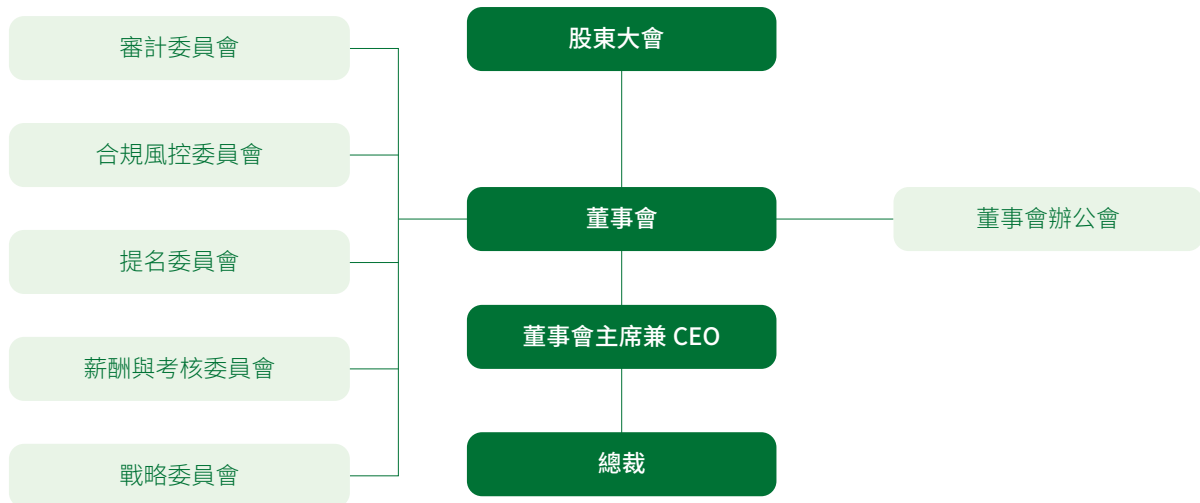 審計委員會
合規風控委員會
提名委員會
薪酬與考核委員會
戰略委員會
股東大會
董事會
董事會主席兼 CEO
總裁
董事會辦公會